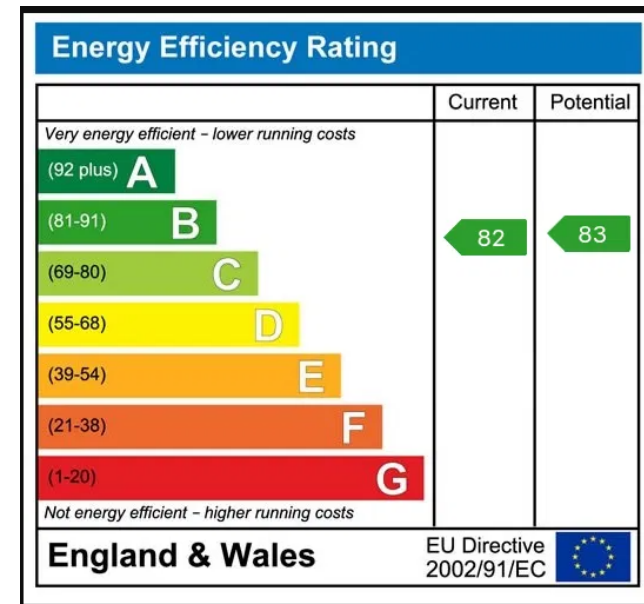 Energy Efficiency Rating
Current Potential
Very energy efficient – lower running costs
(92 plus) A
(81-91) B
82 83
(69-80) C
(55-68) D
(39-54) E
(21-38) F
(1-20) G
Not energy efficient – higher running costs
England & Wales
EU Directive
2002/91/EC